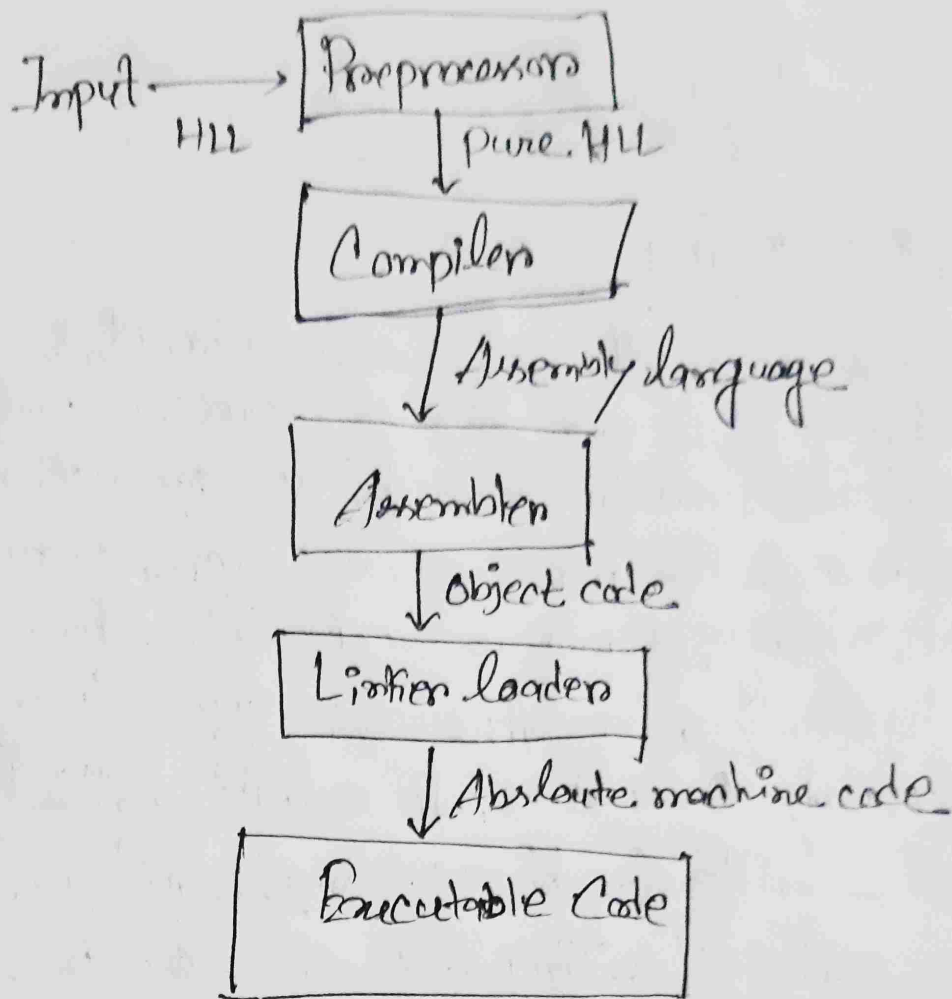 Input
HLL
Preprocessor
pure. HLL
Compiler
Assembly language
Assembler
Object code
Linker loader
Absloute machine code
Executable Code